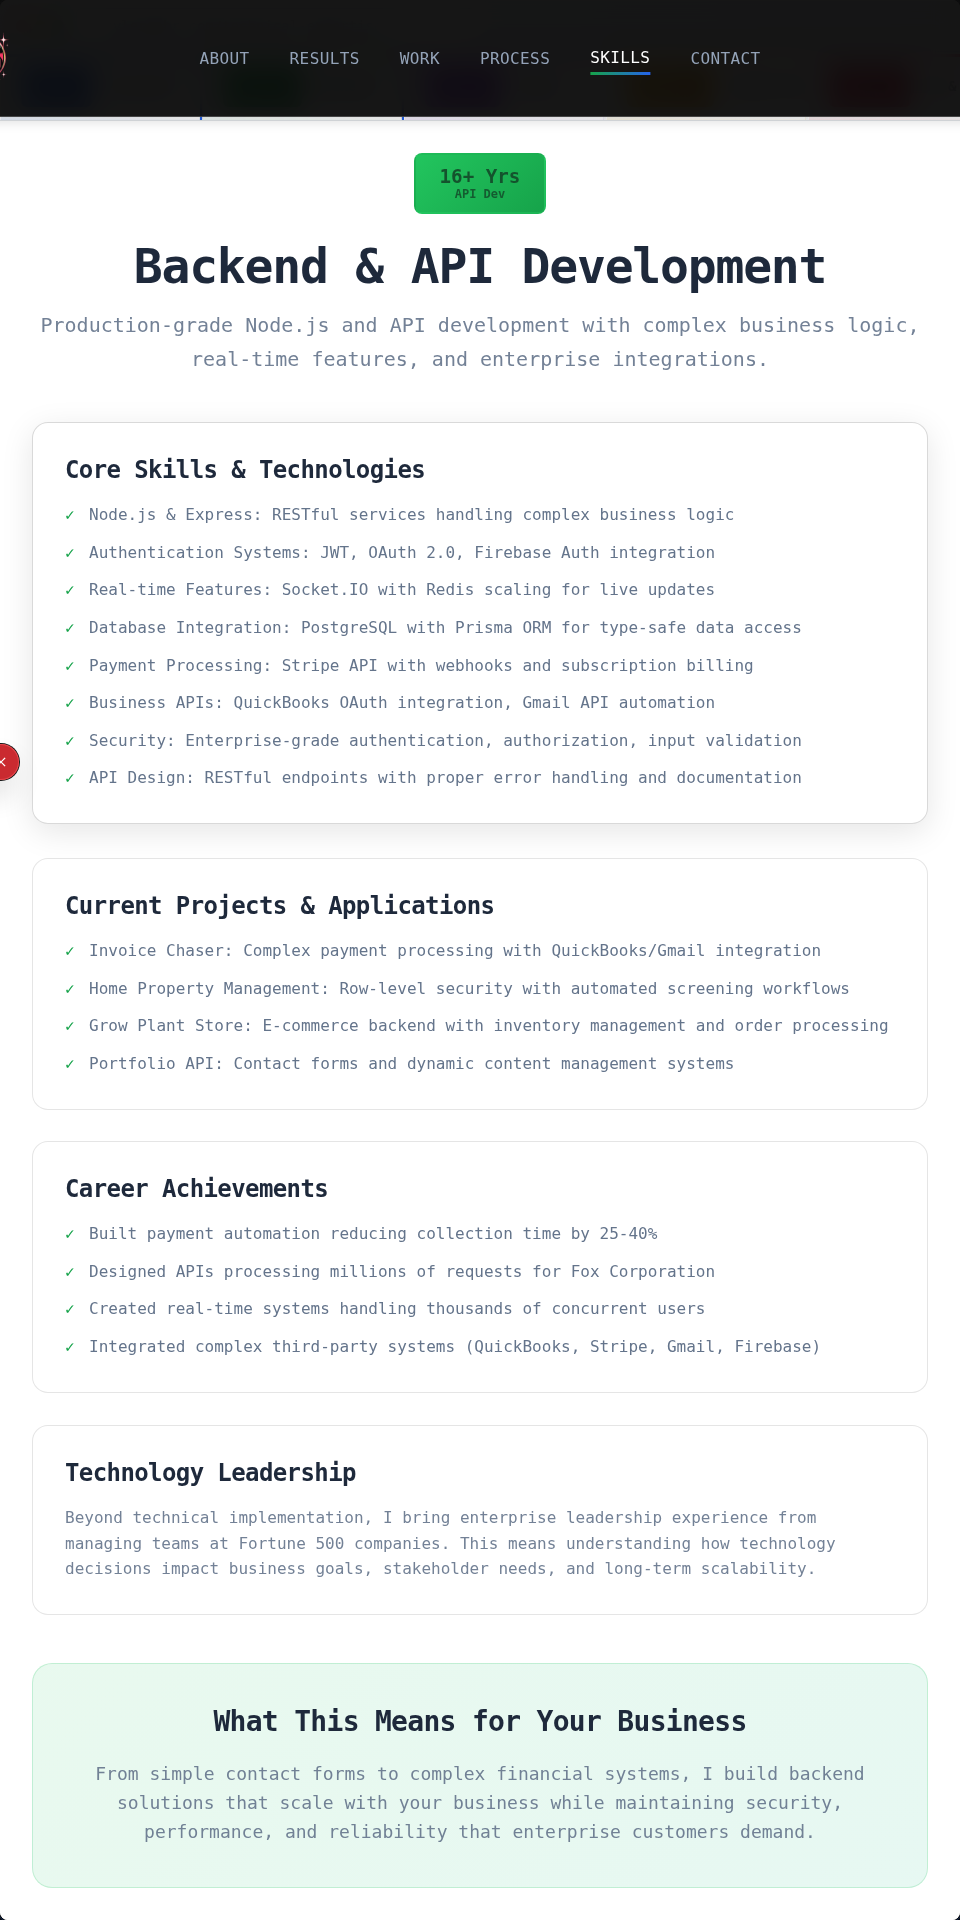 ABOUT RESULTS WORK PROCESS SKILLS CONTACT
16+ Yrs
API Dev
Backend & API Development
Production-grade Node.js and API development with complex business logic,
real-time features, and enterprise integrations.
Core Skills & Technologies
✓ Node.js & Express: RESTful services handling complex business logic
✓ Authentication Systems: JWT, OAuth 2.0, Firebase Auth integration
✓ Real-time Features: Socket.IO with Redis scaling for live updates
✓ Database Integration: PostgreSQL with Prisma ORM for type-safe data access
✓ Payment Processing: Stripe API with webhooks and subscription billing
✓ Business APIs: QuickBooks OAuth integration, Gmail API automation
✓ Security: Enterprise-grade authentication, authorization, input validation
✓ API Design: RESTful endpoints with proper error handling and documentation
Current Projects & Applications
✓ Invoice Chaser: Complex payment processing with QuickBooks/Gmail integration
✓ Home Property Management: Row-level security with automated screening workflows
✓ Grow Plant Store: E-commerce backend with inventory management and order processing
✓ Portfolio API: Contact forms and dynamic content management systems
Career Achievements
✓ Built payment automation reducing collection time by 25-40%
✓ Designed APIs processing millions of requests for Fox Corporation
✓ Created real-time systems handling thousands of concurrent users
✓ Integrated complex third-party systems (QuickBooks, Stripe, Gmail, Firebase)
Technology Leadership
Beyond technical implementation, I bring enterprise leadership experience from
managing teams at Fortune 500 companies. This means understanding how technology
decisions impact business goals, stakeholder needs, and long-term scalability.
What This Means for Your Business
From simple contact forms to complex financial systems, I build backend
solutions that scale with your business while maintaining security,
performance, and reliability that enterprise customers demand.